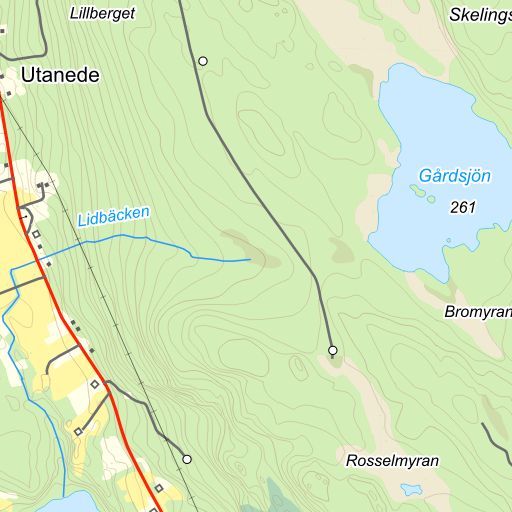 Lillberget
Skelings
Utanede
Gårdsjön
261
Lidbäcken
Bromyran
Rosselmyran